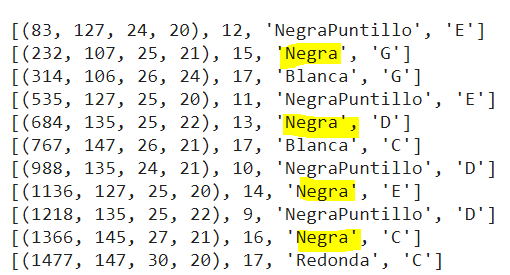 [(83, 127, 24, 20), 12, 'NegraPuntillo', 'E']
[(232, 107, 25, 21), 15, 'Negra', 'G']
[(314, 106, 26, 24), 17, 'Blanca', 'G']
[(535, 127, 25, 20), 11, 'NegraPuntillo', 'E']
[(684, 135, 25, 22), 13, 'Negra', 'D']
[(767, 147, 26, 21), 17, 'Blanca', 'C']
[(988, 135, 24, 21), 10, 'NegraPuntillo', 'D']
[(1136, 127, 25, 20), 14, 'Negra', 'E']
[(1218, 135, 25, 22), 9, 'NegraPuntillo', 'D']
[(1366, 145, 27, 21), 16, 'Negra', 'C']
[(1477, 147, 30, 20), 17, 'Redonda', 'C']